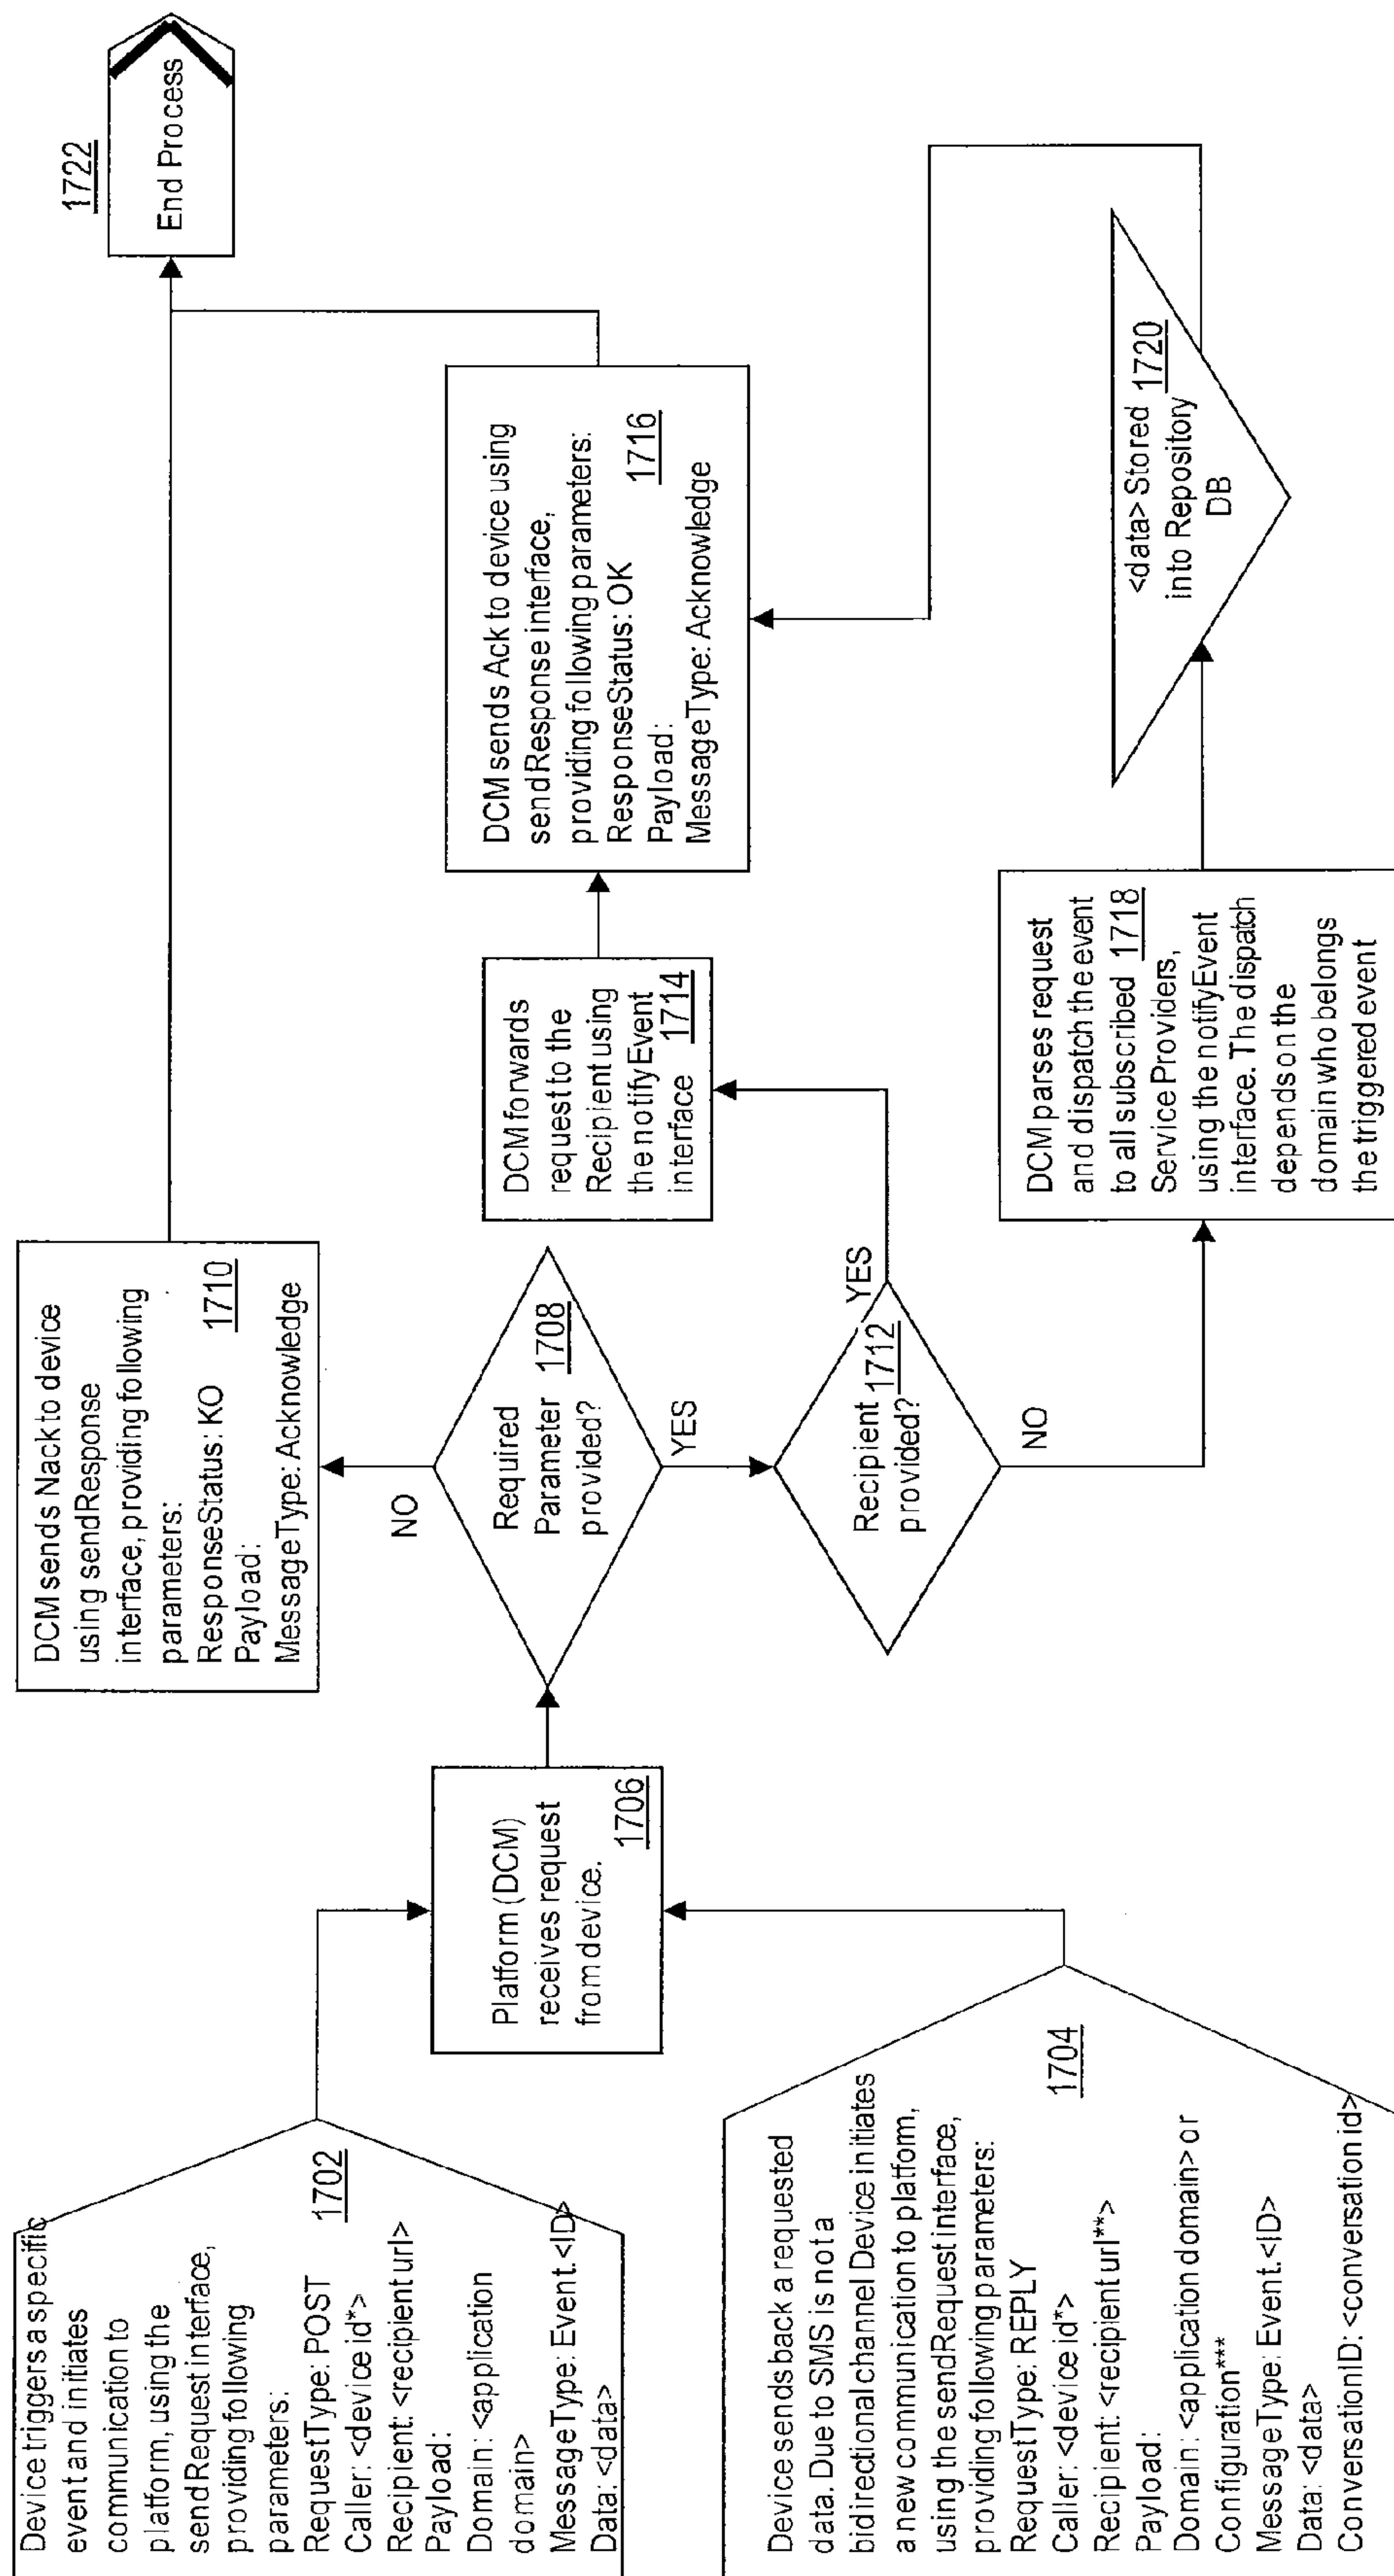 Device triggers a specific
event and initiates
communication to
platform, using the
sendRequest interface,
providing following
parameters:
1702
RequestType: POST
Caller: <device id*>
Recipient: <recipient url>
Payload:
Domain: <application
domain>
MessageType: Event.<ID>
Data: <data>
Device sends back a requested
data. Due to SMS is not a
bidirectional channel Device initiates
a new communication to platform,
using the sendRequest interface,
providing following parameters:
RequestType: REPLY
1704
Caller: <device id*>
Recipient: <recipient url**>
Payload:
Domain: <application domain> or
Configuration***
MessageType: Event.<ID>
Data: <data>
ConversationID: <conversation id>
Platform (DCM)
receives request
from device.
1706
Required
Parameter 1708
provided?
NO
YES
DCM sends Nack to device
using sendResponse
interface, providing following
parameters:
ResponseStatus: KO 1710
Payload:
MessageType: Acknowledge
Recipient 1712
provided?
YES
NO
DCM forwards
request to the
Recipient using
the notifyEvent
interface 1714
DCM sends Ack to device using
sendResponse interface,
providing following parameters:
ResponseStatus: OK
Payload: 1716
MessageType: Acknowledge
DCM parses request
and dispatch the event
to all subscribed 1718
Service Providers,
using the notifyEvent
interface. The dispatch
depends on the
domain who belongs
the triggered event
<data> Stored 1720
into Repository
DB
1722
End Process